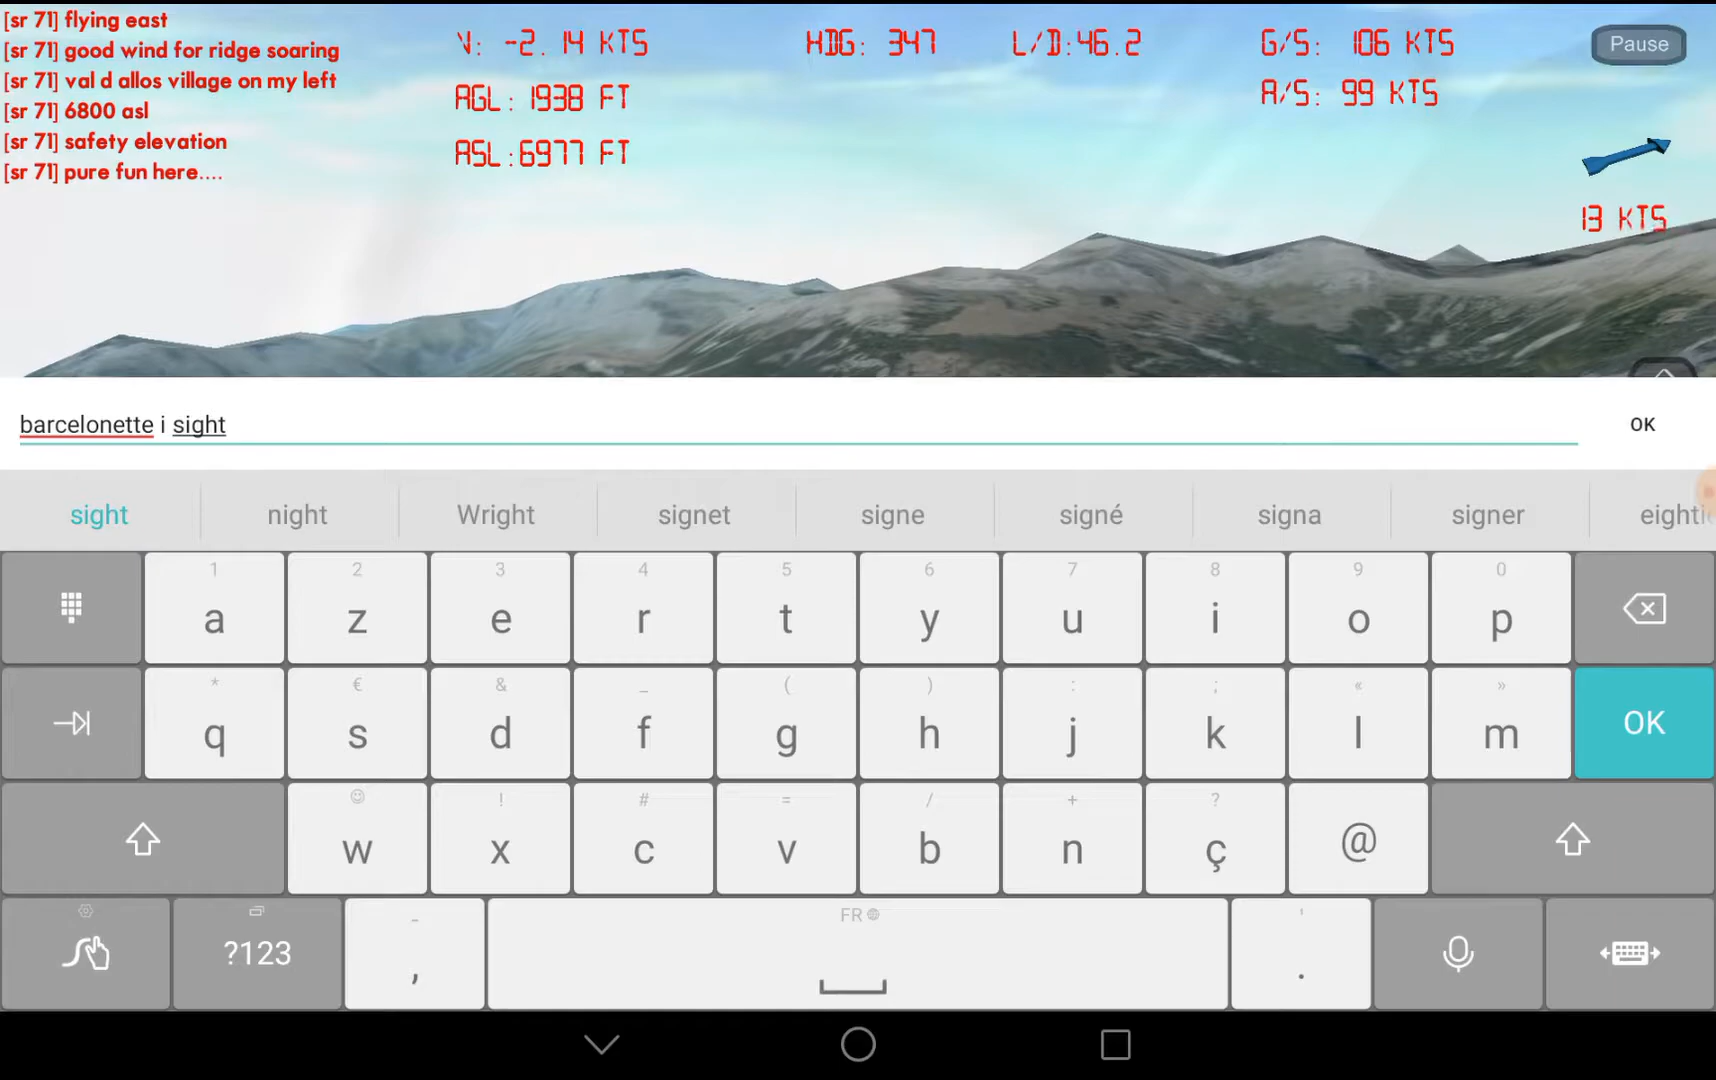 [sr 71] flying east
[sr 71] good wind for ridge soaring
[sr 71] val d allos village on my left
[sr 71] 6800 asl
[sr 71] safety elevation
[sr 71] pure fun here....
V: -2.14 KTS HDG: 347 L/D:46.2 G/S: 106 KTS
AGL: 1938 FT A/S: 99 KTS
ASL:6977 FT
Pause
13 KTS
barcelonette i sight OK
sight night Wright signet signe signé signa signer eighti
1 2 3 4 5 6 7 8 9 0
a z e r t y u i o p
* € & _ ( ) : ; « »
q s d f g h j k l m OK
! # = / + ?
w x c v b n ç @
- FR '
?123 , .